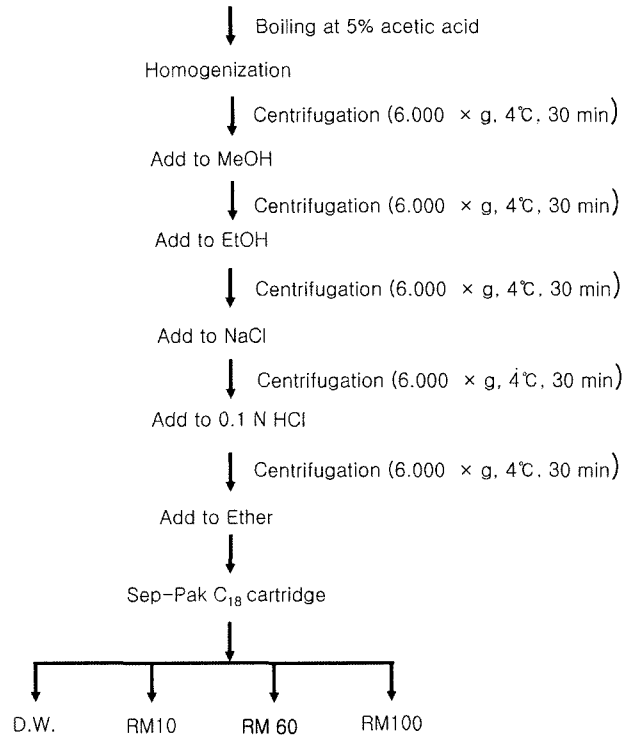 Boiling at 5% acetic acid
Homogenization
Centrifugation (6.000 × g, 4℃, 30 min)
Add to MeOH
Centrifugation (6.000 × g, 4℃, 30 min)
Add to EtOH
Centrifugation (6.000 × g, 4℃, 30 min)
Add to NaCl
Centrifugation (6.000 × g, 4℃, 30 min)
Add to 0.1 N HCl
Centrifugation (6.000 × g, 4℃, 30 min)
Add to Ether
Sep-Pak C₁₈ cartridge
D.W. RM10 RM 60 RM100